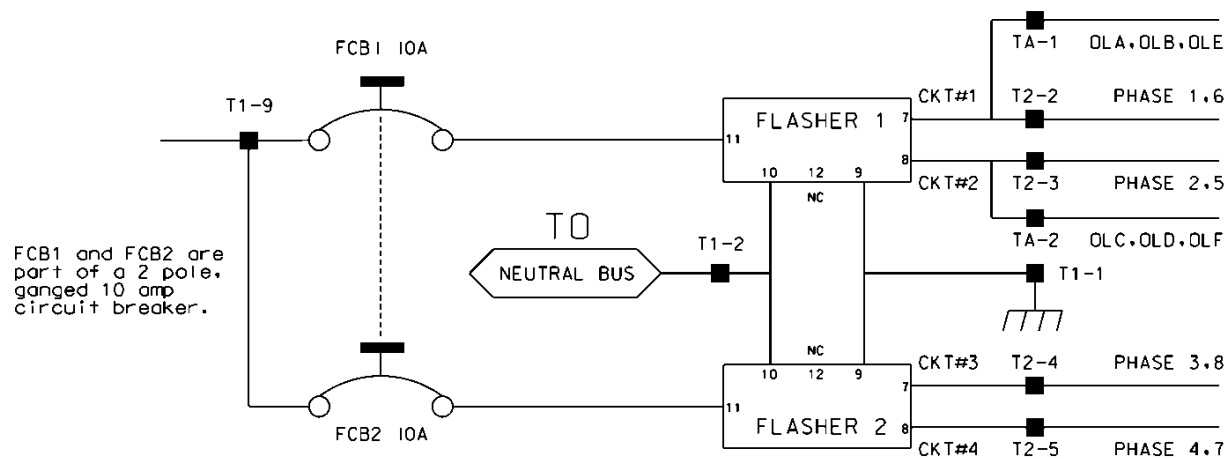 FCB1 10A
T1-9
TA-1 OLA,OLB,OLE
CKT#1 T2-2 PHASE 1,6
FLASHER 1
11
7
8
10 12 9
NC
CKT#2 T2-3 PHASE 2,5
TA-2 OLC,OLD,OLF
TO
NEUTRAL BUS
T1-2
T1-1
FCB1 and FCB2 are
part of a 2 pole,
ganged 10 amp
circuit breaker.
FCB2 10A
NC
10 12 9
11
7
8
FLASHER 2
CKT#3 T2-4 PHASE 3,8
CKT#4 T2-5 PHASE 4,7